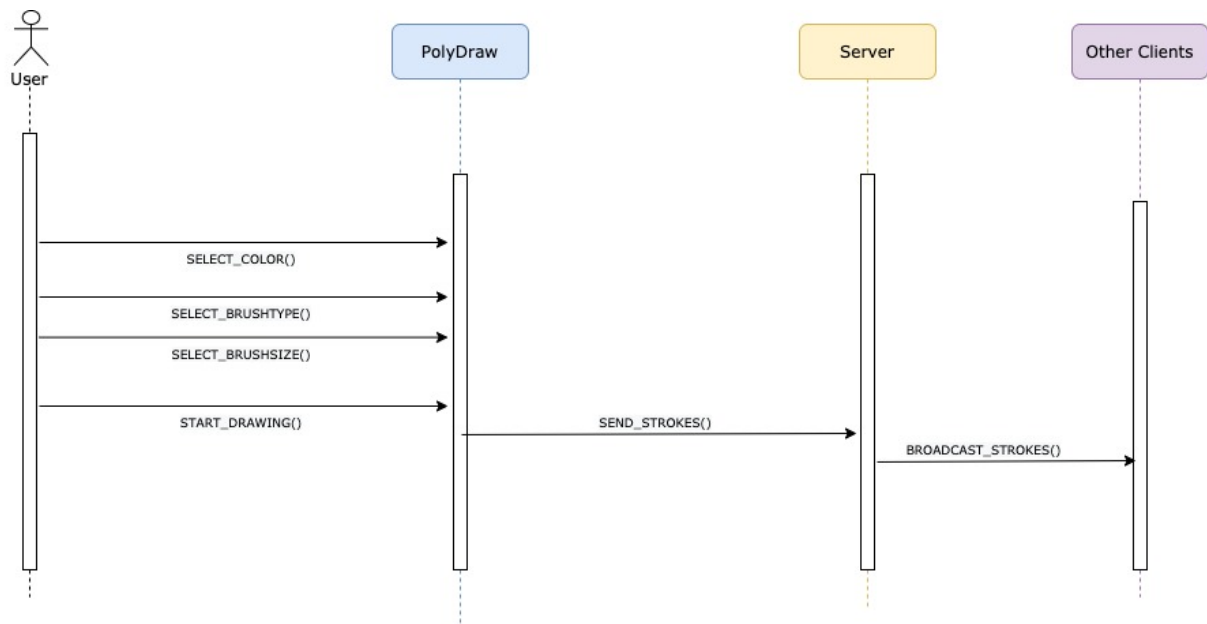 User
PolyDraw
Server
Other Clients
SELECT_COLOR()
SELECT_BRUSHTYPE()
SELECT_BRUSHSIZE()
START_DRAWING()
SEND_STROKES()
BROADCAST_STROKES()